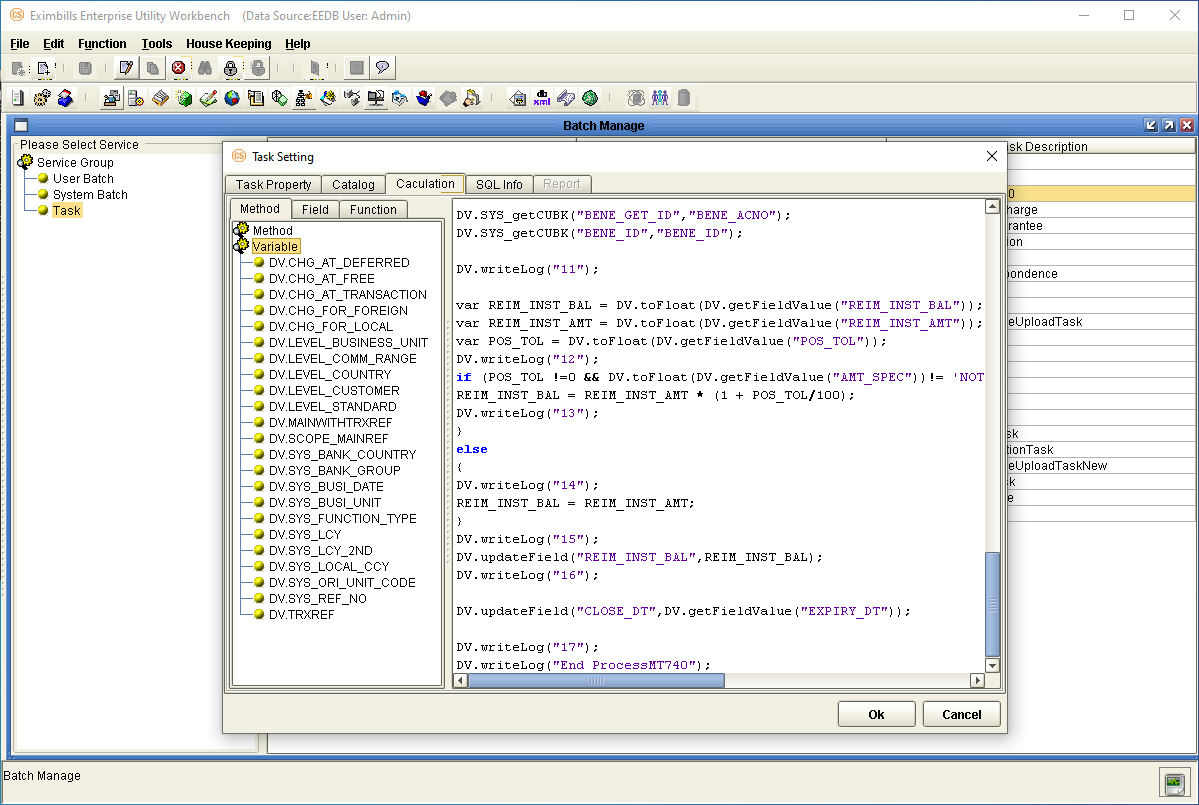 CS Eximbills Enterprise Utility Workbench (Data Source:EEDB User: Admin)
File Edit Function Tools House Keeping Help
db
xml
Batch Manage
Please Select Service
Service Group
User Batch
System Batch
Task
CS Task Setting
Task Property Catalog Caculation SQL Info Report
Method Field Function
Method
Variable
DV.CHG_AT_DEFERRED
DV.CHG_AT_FREE
DV.CHG_AT_TRANSACTION
DV.CHG_FOR_FOREIGN
DV.CHG_FOR_LOCAL
DV.LEVEL_BUSINESS_UNIT
DV.LEVEL_COMM_RANGE
DV.LEVEL_COUNTRY
DV.LEVEL_CUSTOMER
DV.LEVEL_STANDARD
DV.MAINWITHTRXREF
DV.SCOPE_MAINREF
DV.SYS_BANK_COUNTRY
DV.SYS_BANK_GROUP
DV.SYS_BUSI_DATE
DV.SYS_BUSI_UNIT
DV.SYS_FUNCTION_TYPE
DV.SYS_LCY
DV.SYS_LCY_2ND
DV.SYS_LOCAL_CCY
DV.SYS_ORI_UNIT_CODE
DV.SYS_REF_NO
DV.TRXREF
DV.SYS_getCUBK("BENE_GET_ID","BENE_ACNO");
DV.SYS_getCUBK("BENE_ID","BENE_ID");
DV.writeLog("11");
var REIM_INST_BAL = DV.toFloat(DV.getFieldValue("REIM_INST_BAL"));
var REIM_INST_AMT = DV.toFloat(DV.getFieldValue("REIM_INST_AMT"));
var POS_TOL = DV.toFloat(DV.getFieldValue("POS_TOL"));
DV.writeLog("12");
if (POS_TOL !=0 && DV.toFloat(DV.getFieldValue("AMT_SPEC"))!= 'NOT
REIM_INST_BAL = REIM_INST_AMT * (1 + POS_TOL/100);
DV.writeLog("13");
}
else
{
DV.writeLog("14");
REIM_INST_BAL = REIM_INST_AMT;
}
DV.writeLog("15");
DV.updateField("REIM_INST_BAL",REIM_INST_BAL);
DV.writeLog("16");
DV.updateField("CLOSE_DT",DV.getFieldValue("EXPIRY_DT"));
DV.writeLog("17");
DV.writeLog("End ProcessMT740");
Ok Cancel
sk Description
0
harge
rantee
ion
pondence
eUploadTask
sk
tionTask
eUploadTaskNew
sk
e
Batch Manage